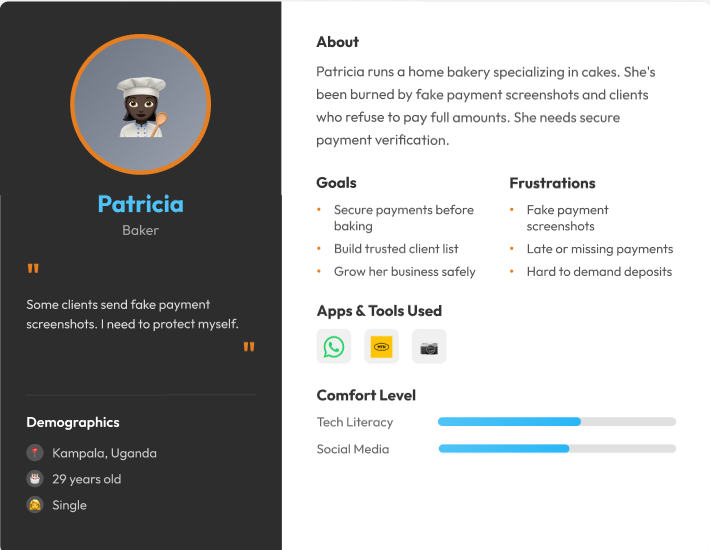 Patricia
Baker
"
Some clients send fake payment
screenshots. I need to protect myself.
"
Demographics
Kampala, Uganda
29 years old
Single
About
Patricia runs a home bakery specializing in cakes. She's
been burned by fake payment screenshots and clients
who refuse to pay full amounts. She needs secure
payment verification.
Goals
Secure payments before
baking
Build trusted client list
Grow her business safely
Frustrations
Fake payment
screenshots
Late or missing payments
Hard to demand deposits
Apps & Tools Used
MTN
Comfort Level
Tech Literacy
Social Media